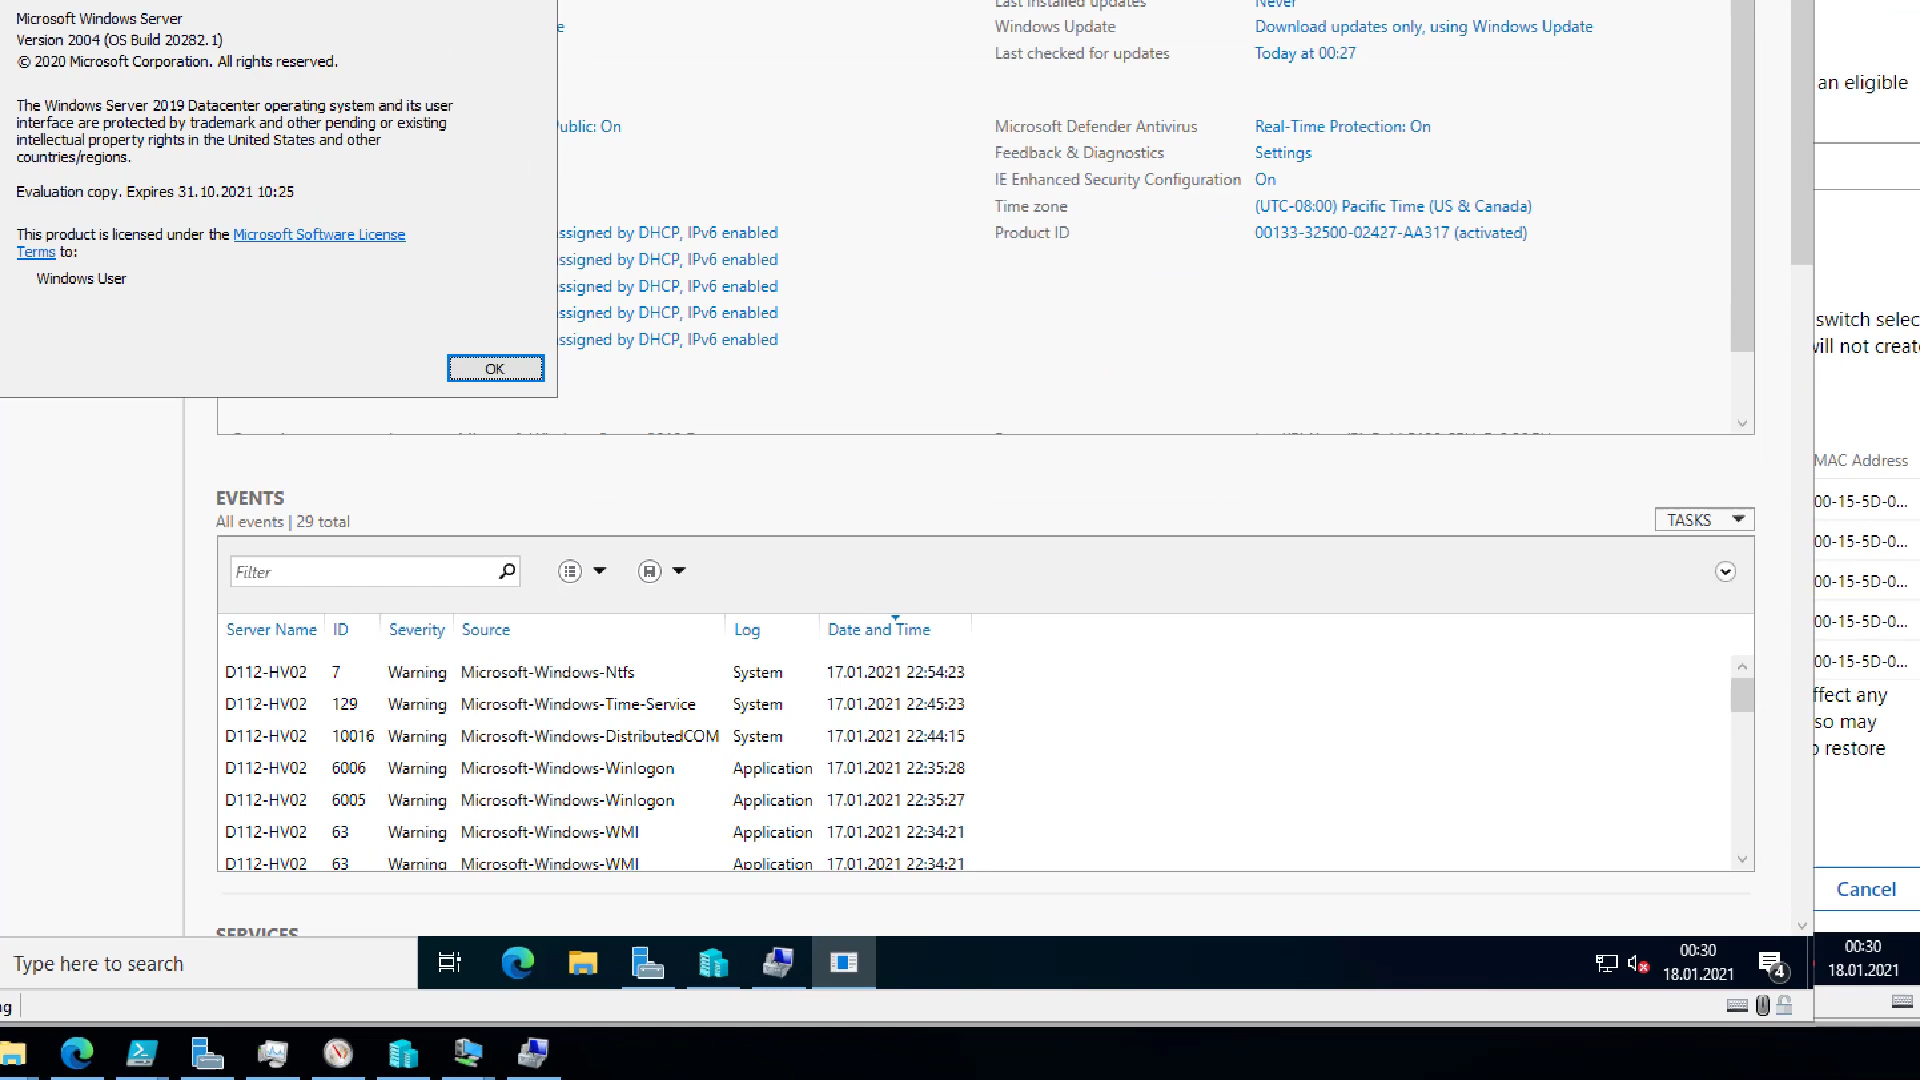 Microsoft Windows Server
Version 2004 (OS Build 20282.1)
© 2020 Microsoft Corporation. All rights reserved.
The Windows Server 2019 Datacenter operating system and its user
interface are protected by trademark and other pending or existing
intellectual property rights in the United States and other
countries/regions.
Evaluation copy. Expires 31.10.2021 10:25
This product is licensed under the Microsoft Software License
Terms to:
Windows User
OK
e
Public: On
ssigned by DHCP, IPv6 enabled
ssigned by DHCP, IPv6 enabled
ssigned by DHCP, IPv6 enabled
ssigned by DHCP, IPv6 enabled
ssigned by DHCP, IPv6 enabled
Last installed updates Never
Windows Update Download updates only, using Windows Update
Last checked for updates Today at 00:27
Microsoft Defender Antivirus Real-Time Protection: On
Feedback & Diagnostics Settings
IE Enhanced Security Configuration On
Time zone (UTC-08:00) Pacific Time (US & Canada)
Product ID 00133-32500-02427-AA317 (activated)
EVENTS
All events | 29 total
TASKS
Filter
Server Name ID Severity Source Log Date and Time
D112-HV02 7 Warning Microsoft-Windows-Ntfs System 17.01.2021 22:54:23
D112-HV02 129 Warning Microsoft-Windows-Time-Service System 17.01.2021 22:45:23
D112-HV02 10016 Warning Microsoft-Windows-DistributedCOM System 17.01.2021 22:44:15
D112-HV02 6006 Warning Microsoft-Windows-Winlogon Application 17.01.2021 22:35:28
D112-HV02 6005 Warning Microsoft-Windows-Winlogon Application 17.01.2021 22:35:27
D112-HV02 63 Warning Microsoft-Windows-WMI Application 17.01.2021 22:34:21
D112-HV02 63 Warning Microsoft-Windows-WMI Application 17.01.2021 22:34:21
SERVICES
an eligible
switch selec
will not create
MAC Address
00-15-5D-0...
00-15-5D-0...
00-15-5D-0...
00-15-5D-0...
00-15-5D-0...
ffect any
so may
restore
Cancel
Type here to search
00:30
18.01.2021
4
00:30
18.01.2021
ng